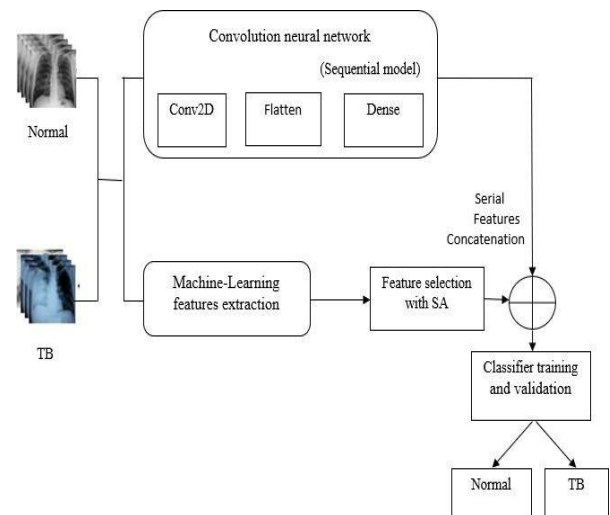 Convolution neural network
(Sequential model)
Conv2D
Flatten
Dense
Normal
Serial
Features
Concatenation
Machine-Learning
features extraction
Feature selection
with SA
TB
Classifier training
and validation
Normal
TB